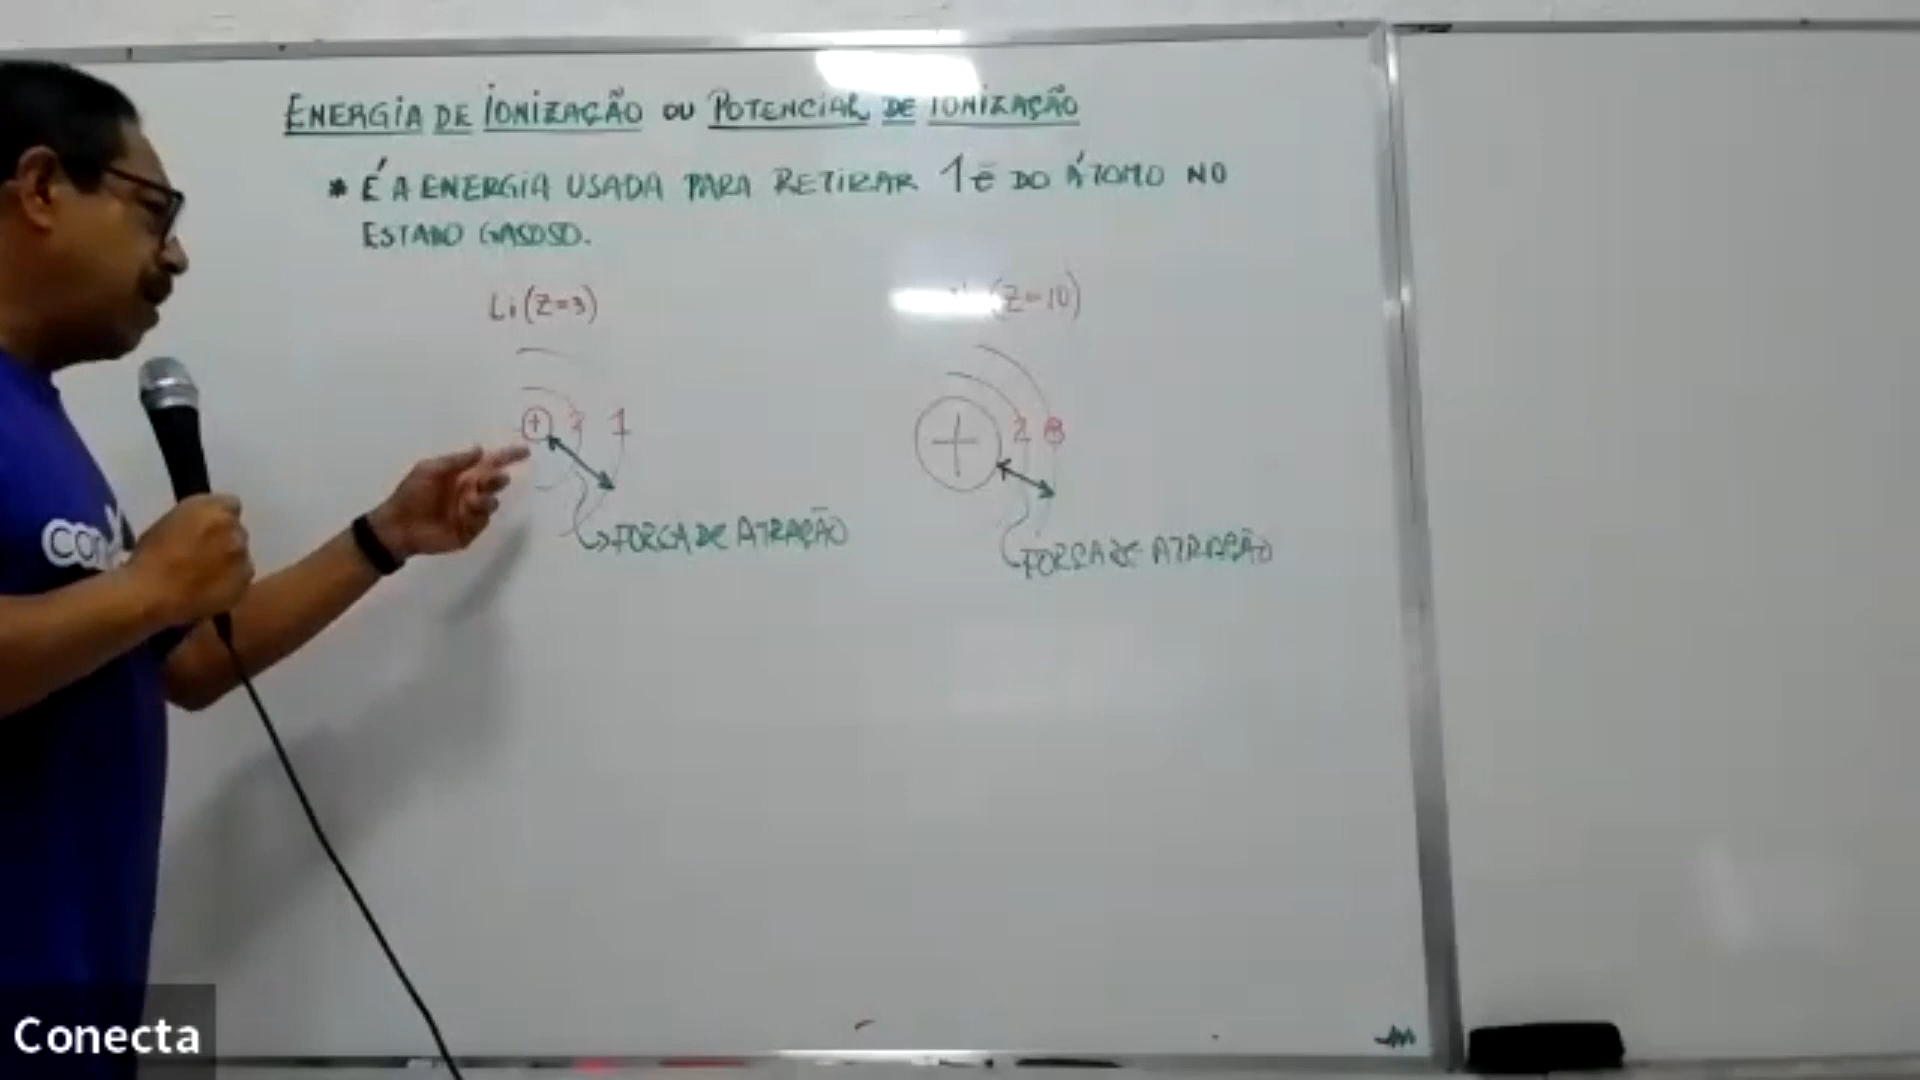 ENERGIA DE IONIZAÇÃO OU POTENCIAL DE IONIZAÇÃO
* É A ENERGIA USADA PARA RETIRAR 1 ē DO ÁTOMO NO
ESTADO GASOSO.
Li (Z=3)
(Z=10)
+ 2 1
+ 2 8
FORÇA DE ATRAÇÃO
FORÇA DE ATRAÇÃO
Conecta